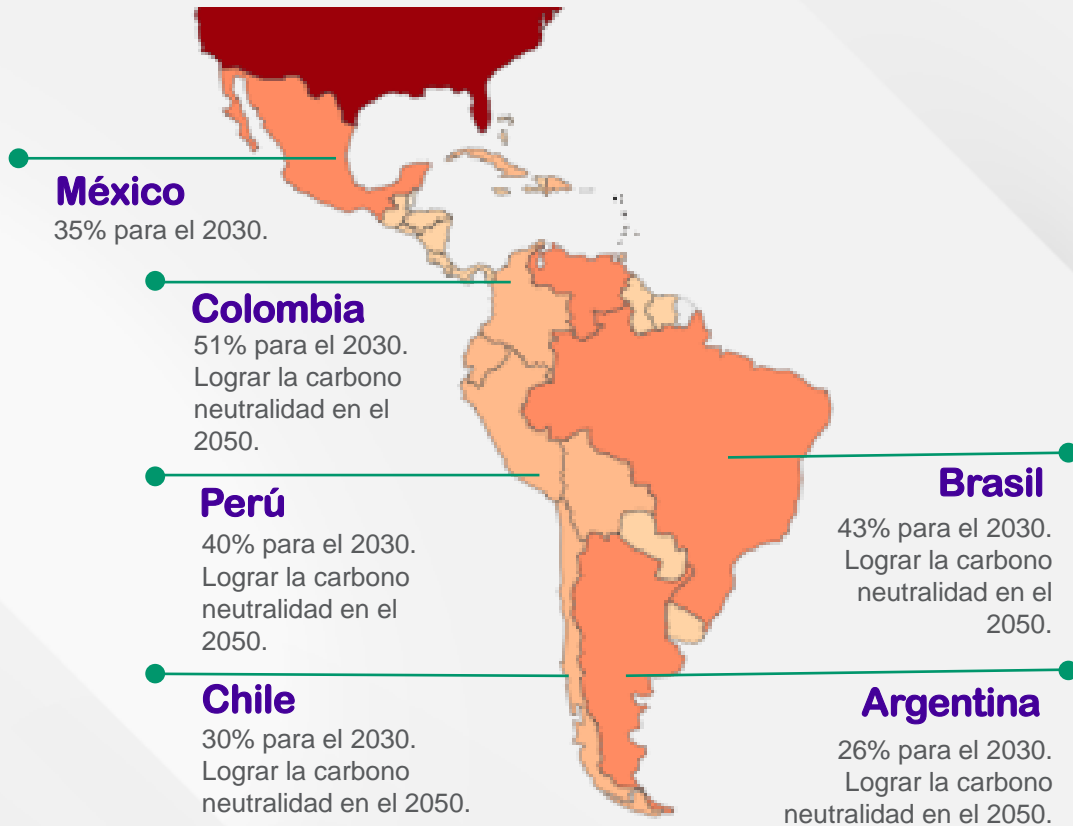 México
35% para el 2030.
Colombia
51% para el 2030.
Lograr la carbono
neutralidad en el
2050.
Perú
40% para el 2030.
Lograr la carbono
neutralidad en el
2050.
Chile
30% para el 2030.
Lograr la carbono
neutralidad en el 2050.
Brasil
43% para el 2030.
Lograr la carbono
neutralidad en el
2050.
Argentina
26% para el 2030.
Lograr la carbono
neutralidad en el 2050.